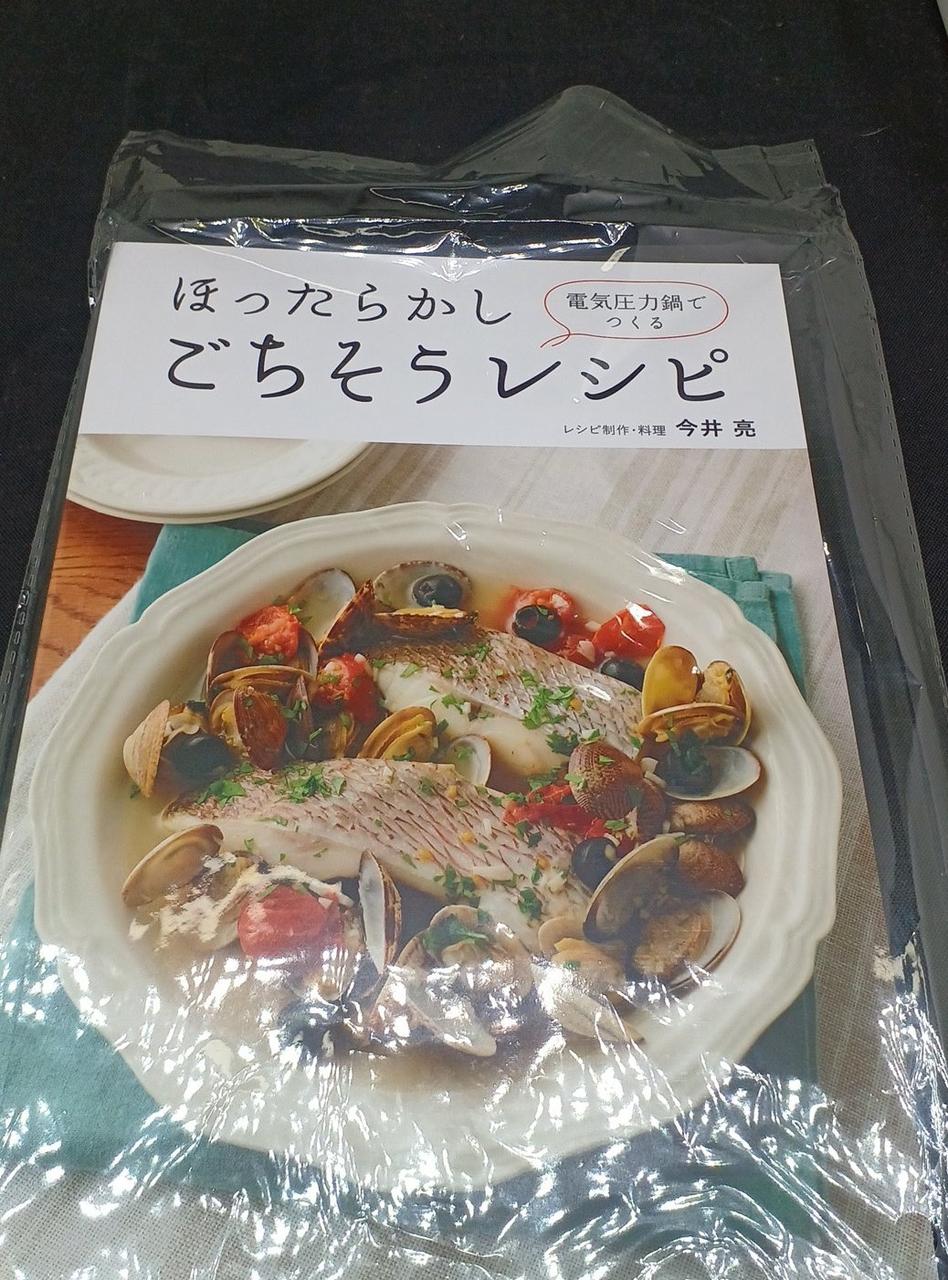 ほったらかし
電気圧力鍋で
つくる
ごちそうレシピ
レシピ制作・料理 今井 亮